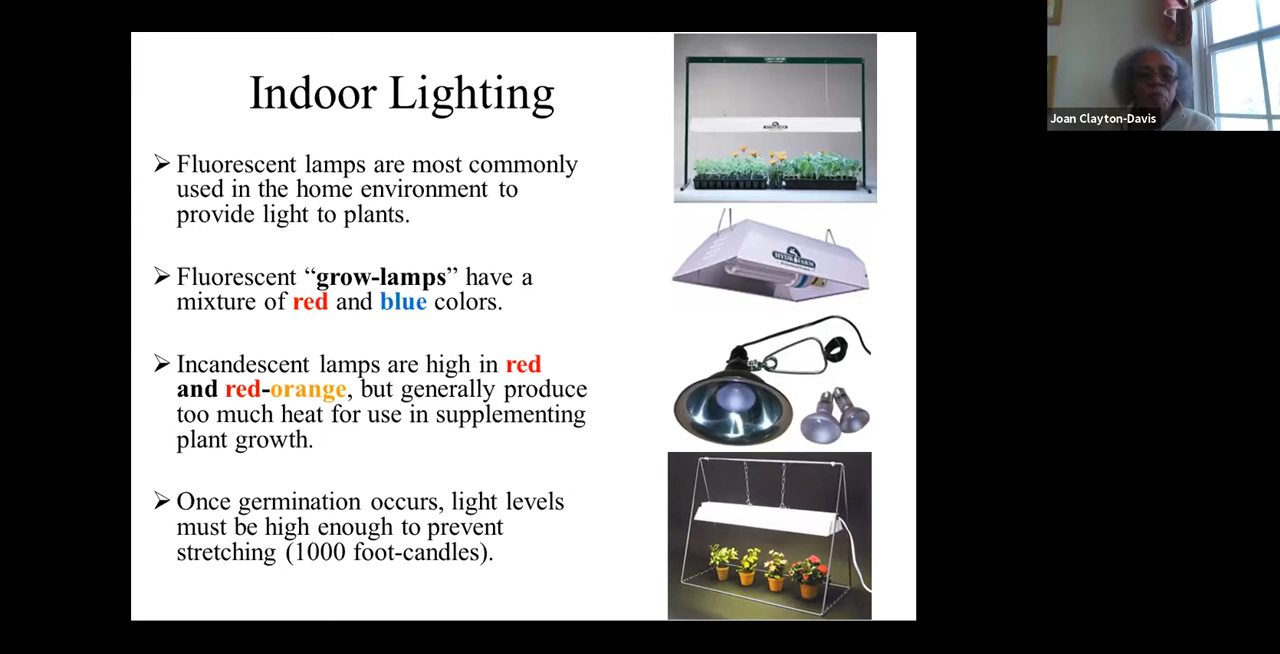 Indoor Lighting
➢ Fluorescent lamps are most commonly
used in the home environment to
provide light to plants.
➢ Fluorescent “grow-lamps” have a
mixture of red and blue colors.
➢ Incandescent lamps are high in red
and red-orange, but generally produce
too much heat for use in supplementing
plant growth.
➢ Once germination occurs, light levels
must be high enough to prevent
stretching (1000 foot-candles).
HYDROFARM
Joan Clayton-Davis